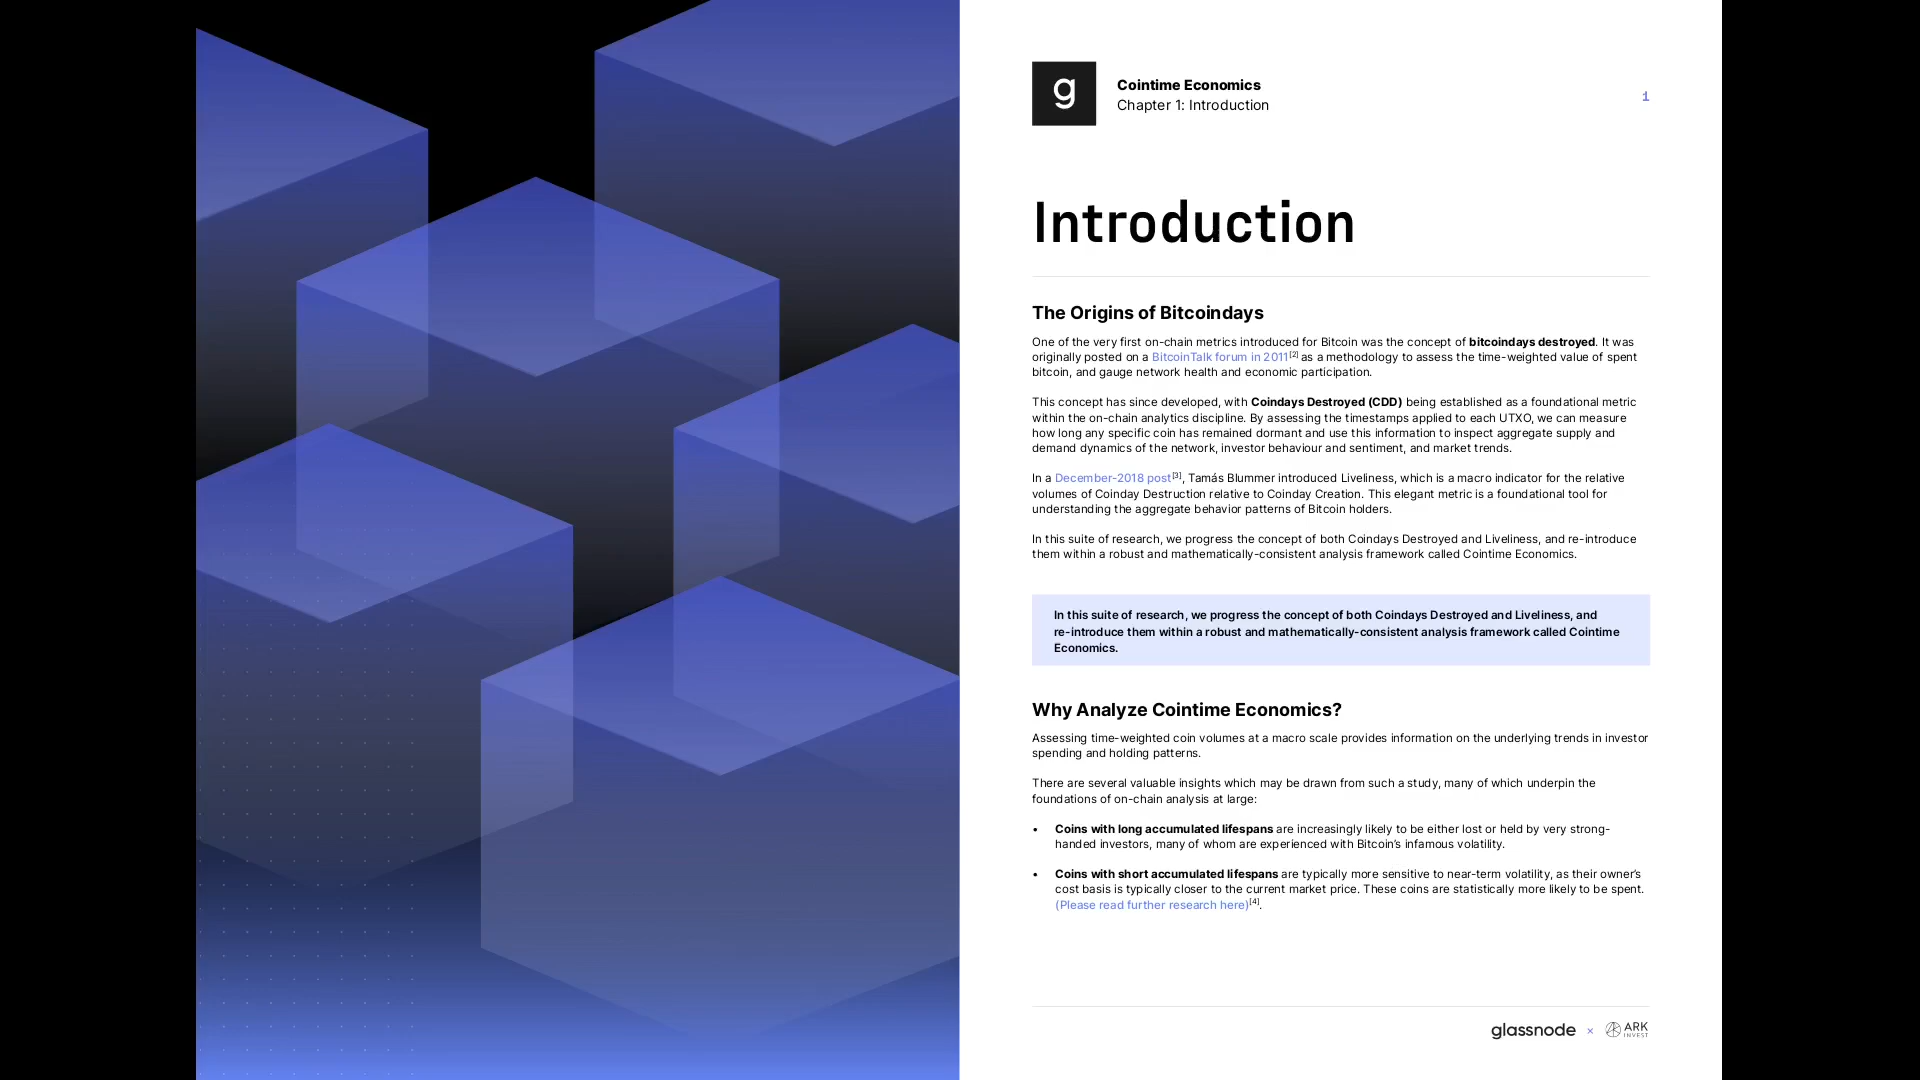 g
Cointime Economics
Chapter 1: Introduction
1
Introduction
The Origins of Bitcoindays
One of the very first on-chain metrics introduced for Bitcoin was the concept of bitcoindays destroyed. It was
originally posted on a BitcoinTalk forum in 2011[2] as a methodology to assess the time-weighted value of spent
bitcoin, and gauge network health and economic participation.
This concept has since developed, with Coindays Destroyed (CDD) being established as a foundational metric
within the on-chain analytics discipline. By assessing the timestamps applied to each UTXO, we can measure
how long any specific coin has remained dormant and use this information to inspect aggregate supply and
demand dynamics of the network, investor behaviour and sentiment, and market trends.
In a December-2018 post[3], Tamás Blummer introduced Liveliness, which is a macro indicator for the relative
volumes of Coinday Destruction relative to Coinday Creation. This elegant metric is a foundational tool for
understanding the aggregate behavior patterns of Bitcoin holders.
In this suite of research, we progress the concept of both Coindays Destroyed and Liveliness, and re-introduce
them within a robust and mathematically-consistent analysis framework called Cointime Economics.
In this suite of research, we progress the concept of both Coindays Destroyed and Liveliness, and
re-introduce them within a robust and mathematically-consistent analysis framework called Cointime
Economics.
Why Analyze Cointime Economics?
Assessing time-weighted coin volumes at a macro scale provides information on the underlying trends in investor
spending and holding patterns.
There are several valuable insights which may be drawn from such a study, many of which underpin the
foundations of on-chain analysis at large:
• Coins with long accumulated lifespans are increasingly likely to be either lost or held by very strong-
handed investors, many of whom are experienced with Bitcoin's infamous volatility.
• Coins with short accumulated lifespans are typically more sensitive to near-term volatility, as their owner's
cost basis is typically closer to the current market price. These coins are statistically more likely to be spent.
(Please read further research here)[4].
glassnode × ARK INVEST